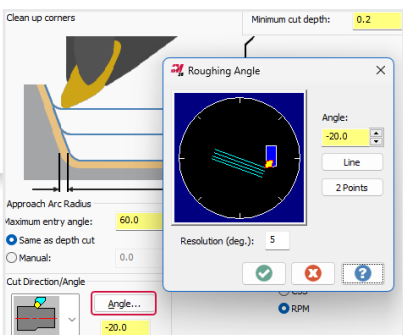 Clean up corners
Minimum cut depth: 0.2
Roughing Angle
Angle:
-20.0
Line
2 Points
Resolution (deg.): 5
Approach Arc Radius
Maximum entry angle: 60.0
Same as depth cut
Manual: 0.0
Cut Direction/Angle
Angle...
-20.0
RPM